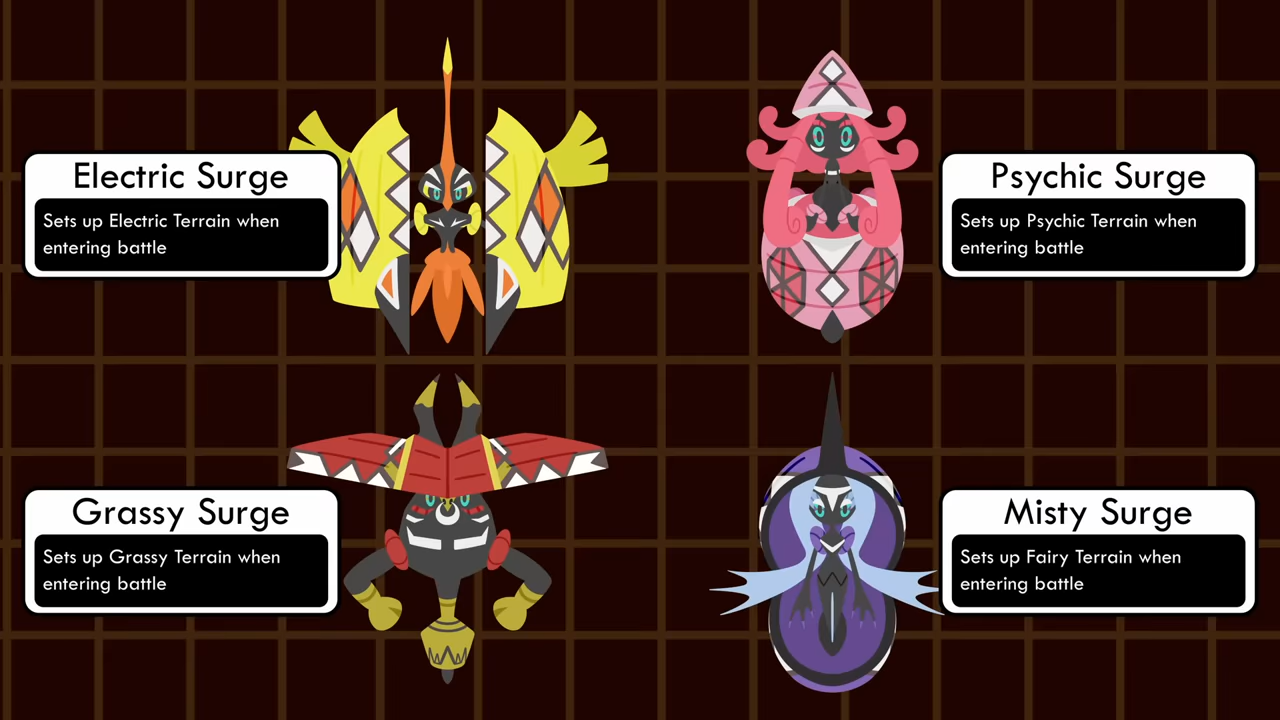 Electric Surge
Sets up Electric Terrain when
entering battle
Psychic Surge
Sets up Psychic Terrain when
entering battle
Grassy Surge
Sets up Grassy Terrain when
entering battle
Misty Surge
Sets up Fairy Terrain when
entering battle